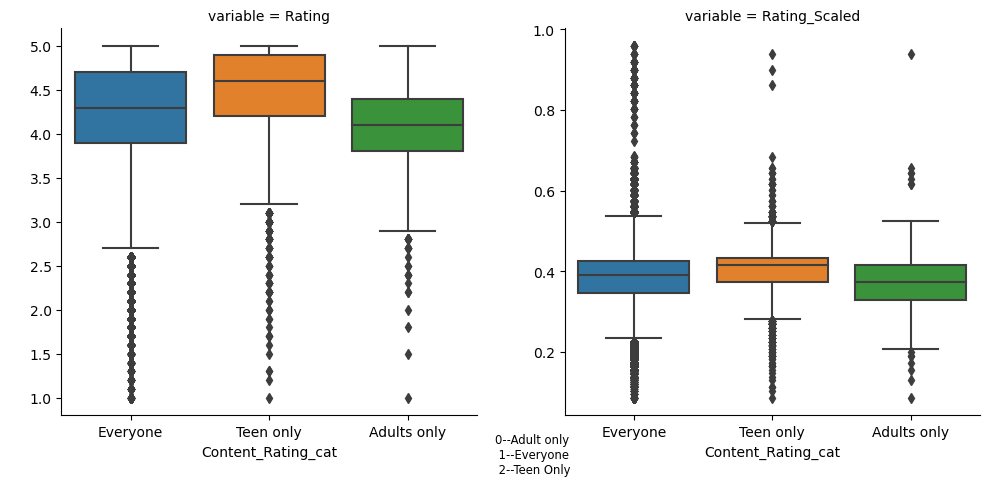 variable = Rating
5.0
4.5
4.0
3.5
3.0
2.5
2.0
1.5
1.0
Everyone Teen only Adults only
Content_Rating_cat
variable = Rating_Scaled
1.0
0.8
0.6
0.4
0.2
Everyone Teen only Adults only
Content_Rating_cat
0--Adult only
1--Everyone
2--Teen Only